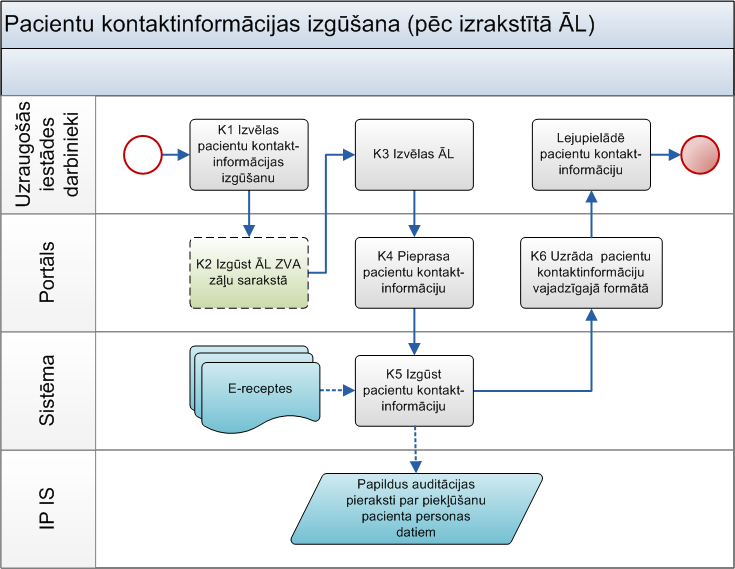 Pacientu kontaktinformācijas izgūšana (pēc izrakstītā ĀL)
Uzraugošās
iestādes
darbinieki
K1 Izvēlas
pacientu kontakt-
informācijas
izgūšanu
K3 Izvēlas ĀL
Lejupielādē
pacientu kontakt-
informāciju
Portāls
K2 Izgūst ĀL ZVA
zāļu sarakstā
K4 Pieprasa
pacientu kontakt-
informāciju
K6 Uzrāda pacientu
kontaktinformāciju
vajadzīgajā formātā
Sistēma
E-receptes
K5 Izgūst
pacientu kontakt-
informāciju
IP IS
Papildus auditācijas
pieraksti par piekļūšanu
pacienta personas
datiem